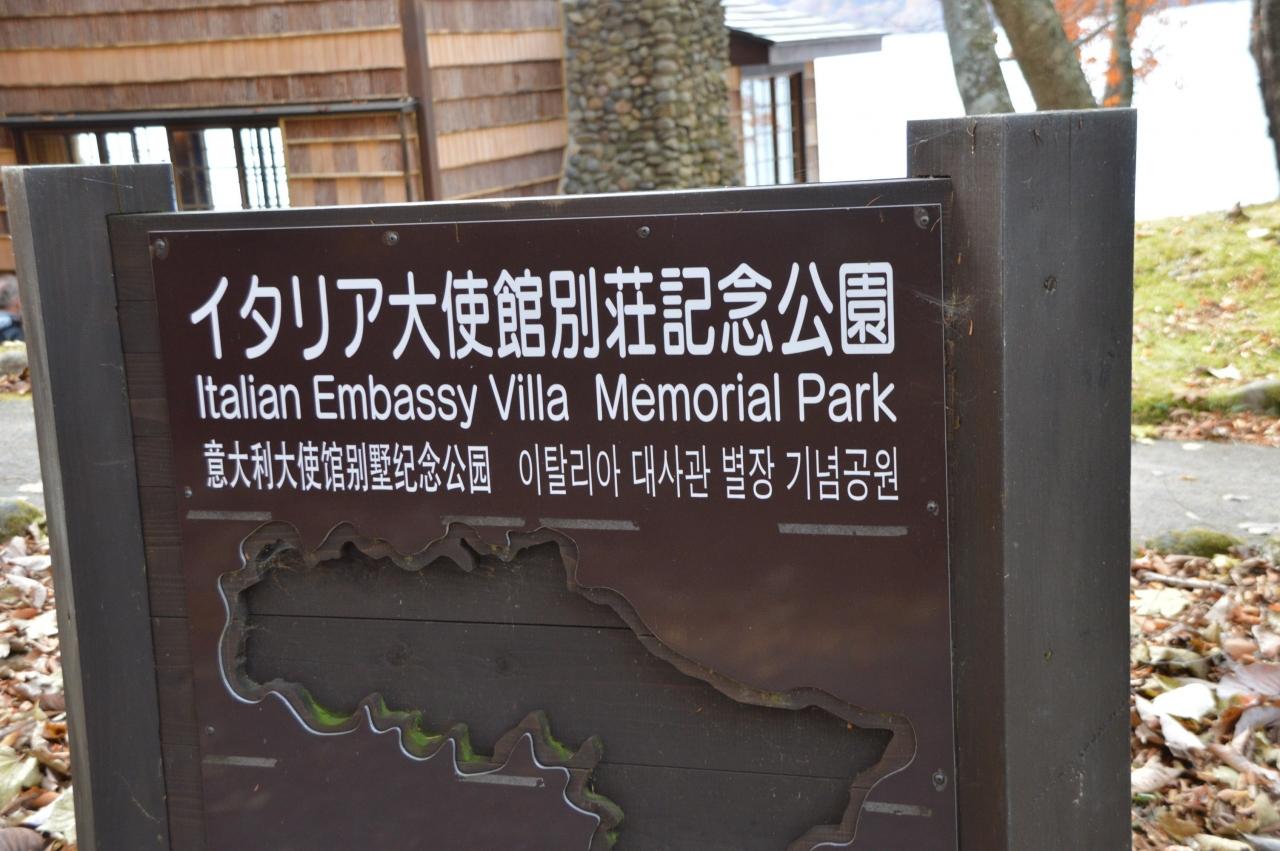 イタリア大使館別荘記念公園
Italian Embassy Villa Memorial Park
意大利大使馆别墅纪念公园 이탈리아 대사관 별장 기념공원